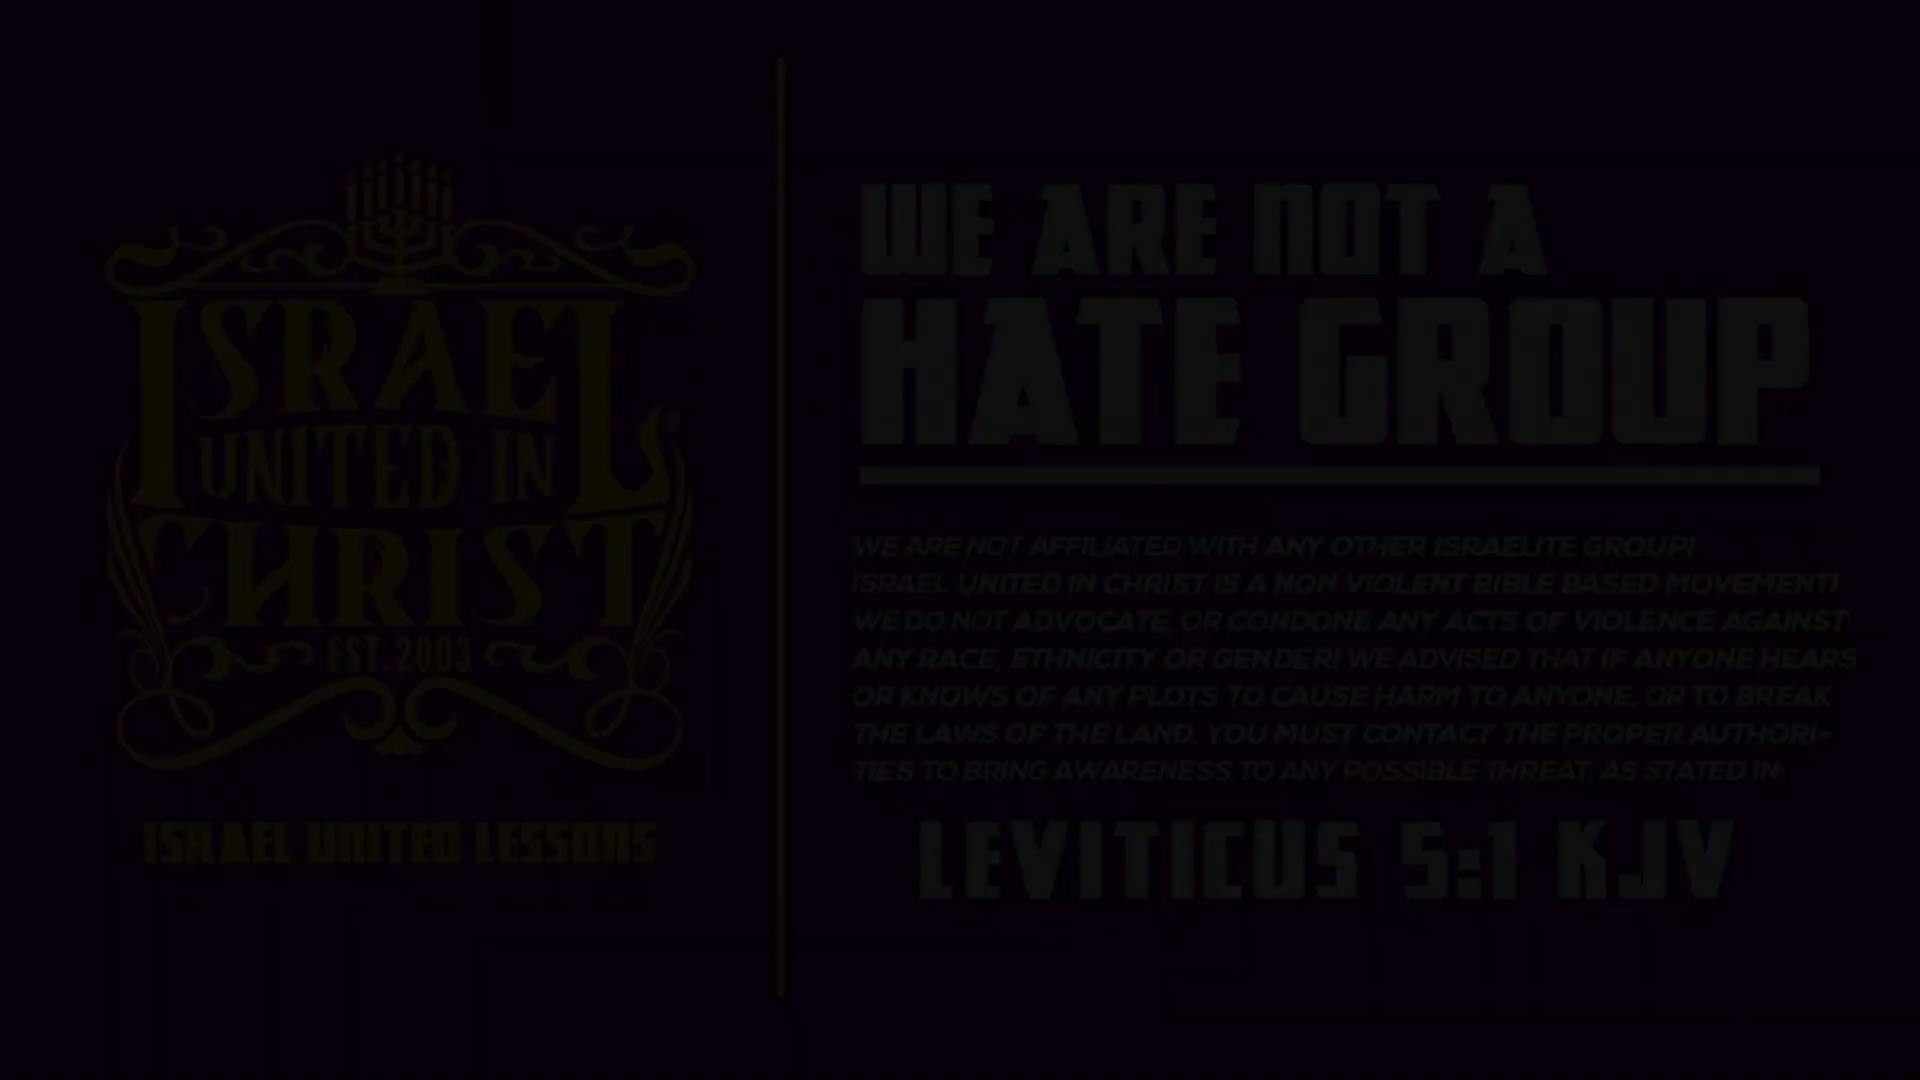 ISRAEL
UNITED IN
CHRIST
EST. 2003
ISRAEL UNITED LESSONS
WE ARE NOT A
HATE GROUP
WE ARE NOT AFFILIATED WITH ANY OTHER ISRAELITE GROUP!
ISRAEL UNITED IN CHRIST IS A NON VIOLENT BIBLE BASED MOVEMENT!
WE DO NOT ADVOCATE, OR CONDONE ANY ACTS OF VIOLENCE AGAINST
ANY RACE, ETHNICITY OR GENDER! WE ADVISED THAT IF ANYONE HEARS
OR KNOWS OF ANY PLOTS TO CAUSE HARM TO ANYONE, OR TO BREAK
THE LAWS OF THE LAND. YOU MUST CONTACT THE PROPER AUTHORI-
TIES TO BRING AWARENESS TO ANY POSSIBLE THREAT, AS STATED IN:
LEVITICUS 5:1 KJV